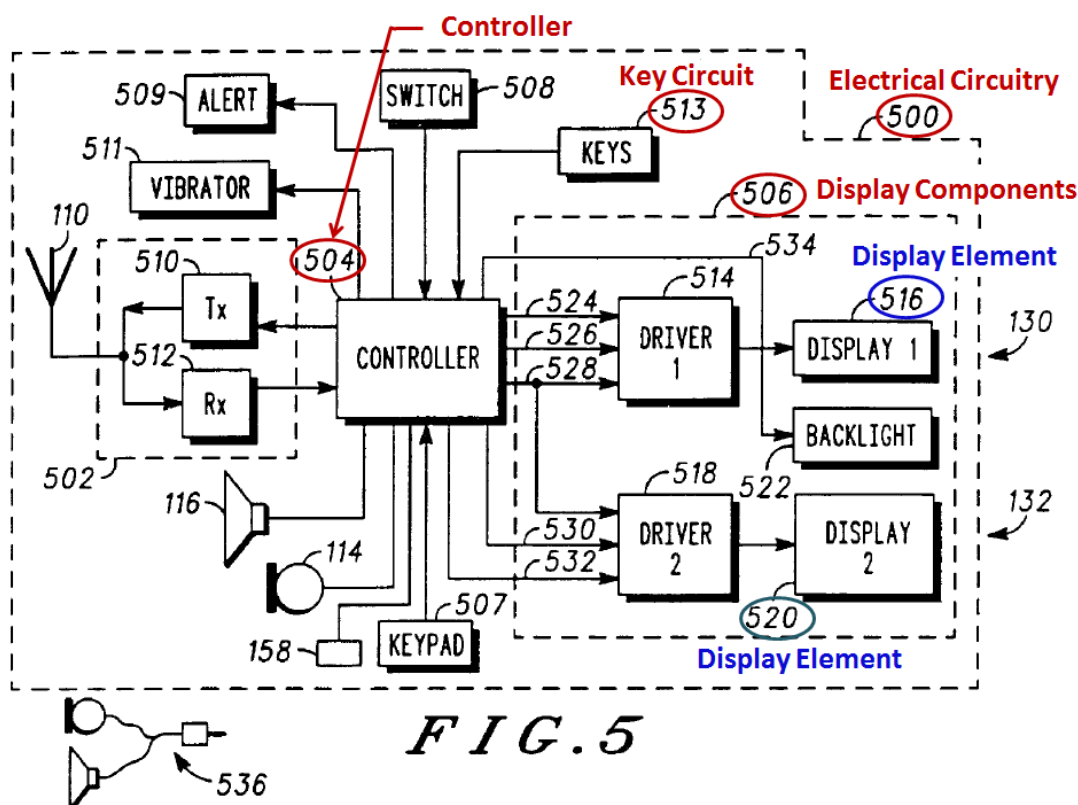 Controller
Key Circuit
Electrical Circuitry
509
ALERT
SWITCH
508
513
500
511
KEYS
VIBRATOR
506
Display Components
110
534
Display Element
510
504
514
516
Tx
524
526
528
DRIVER
1
DISPLAY 1
130
512
CONTROLLER
Rx
BACKLIGHT
502
518
522
116
530
532
DRIVER
2
DISPLAY
2
132
114
507
520
158
KEYPAD
Display Element
FIG.5
536